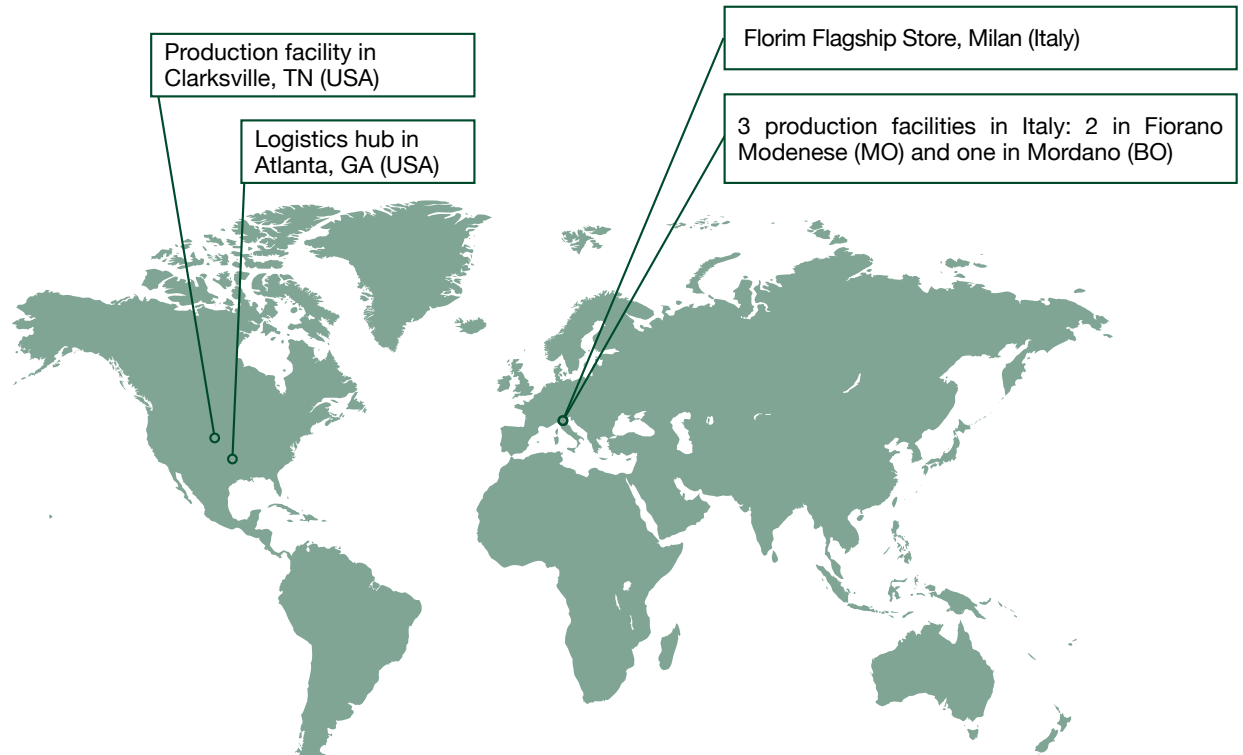 Production facility in
Clarksville, TN (USA)
Logistics hub in
Atlanta, GA (USA)
Florim Flagship Store, Milan (Italy)
3 production facilities in Italy: 2 in Fiorano
Modenese (MO) and one in Mordano (BO)